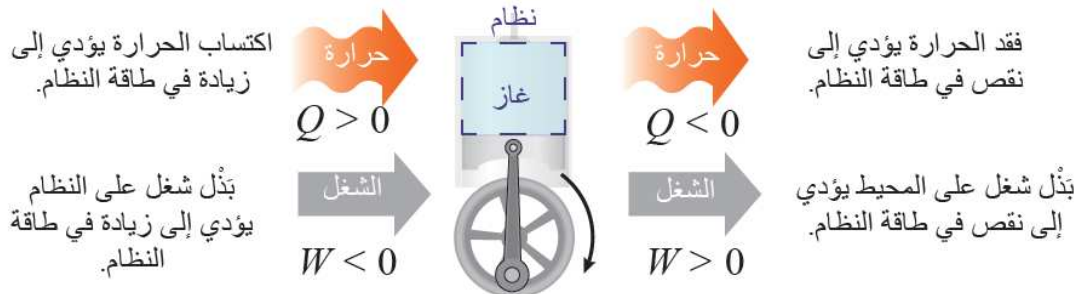 نظام
غاز
اكتساب الحرارة يؤدي إلى
زيادة في طاقة النظام.
حرارة
Q > 0
حرارة
Q < 0
فقد الحرارة يؤدي إلى
نقص في طاقة النظام.
بَذْل شغل على النظام
يؤدي إلى زيادة في طاقة
النظام.
الشغل
W < 0
الشغل
W > 0
بَذْل شغل على المحيط يؤدي
إلى نقص في طاقة النظام.